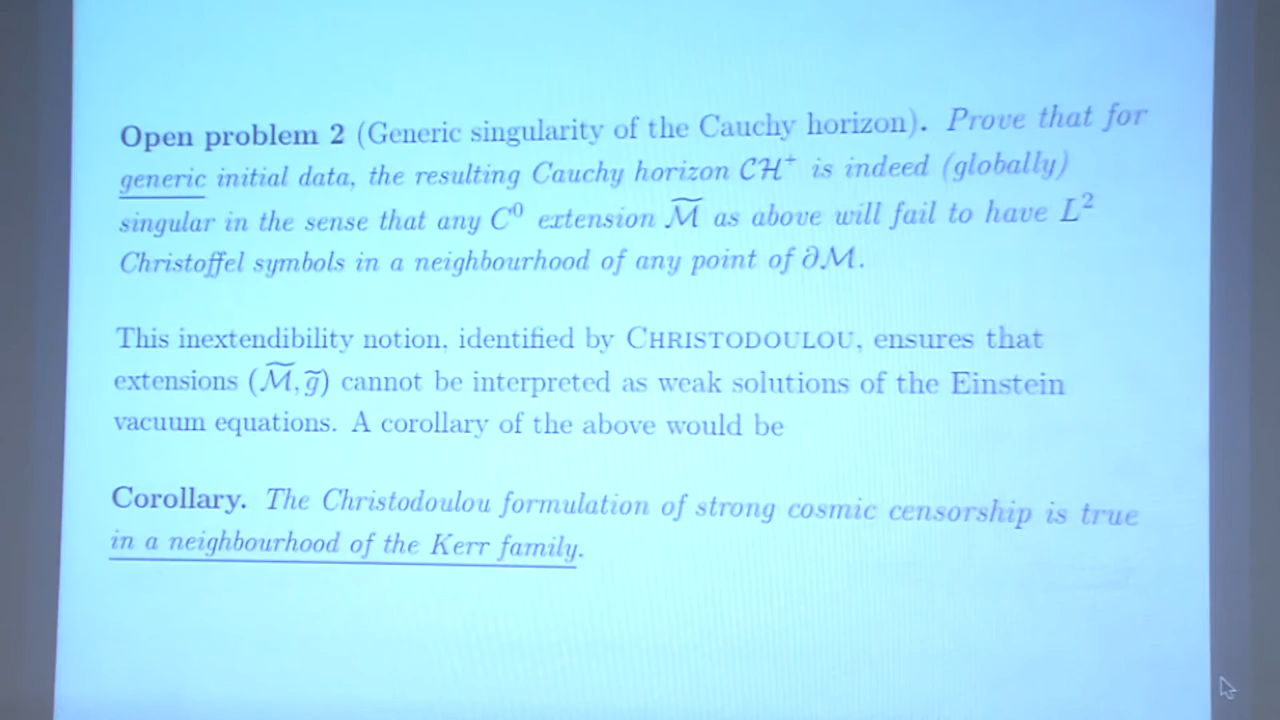 Open problem 2 (Generic singularity of the Cauchy horizon). Prove that for
generic initial data, the resulting Cauchy horizon 𝒞ℋ⁺ is indeed (globally)
singular in the sense that any C⁰ extension ℳ̃ as above will fail to have L²
Christoffel symbols in a neighbourhood of any point of ∂ℳ.
This inextendibility notion, identified by CHRISTODOULOU, ensures that
extensions (ℳ̃, g̃) cannot be interpreted as weak solutions of the Einstein
vacuum equations. A corollary of the above would be
Corollary. The Christodoulou formulation of strong cosmic censorship is true
in a neighbourhood of the Kerr family.